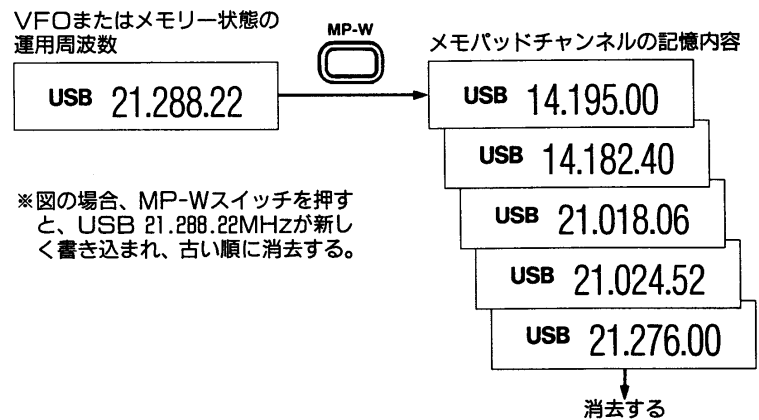 VFOまたはメモリー状態の
運用周波数
MP-W
メモパッドチャンネルの記憶内容
USB 21.288.22
USB 14.195.00
USB 14.182.40
USB 21.018.06
USB 21.024.52
USB 21.276.00
※図の場合、MP-Wスイッチを押す
と、USB 21.288.22MHzが新し
く書き込まれ、古い順に消去する。
消去する